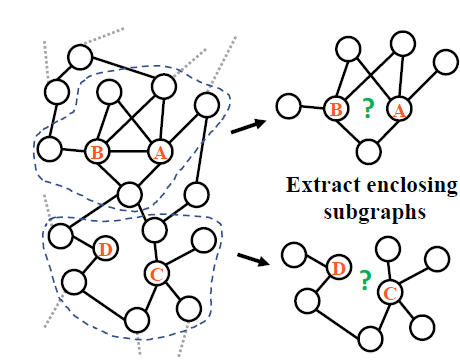 B
A
D
C
B ? A
Extract enclosing
subgraphs
D ? C